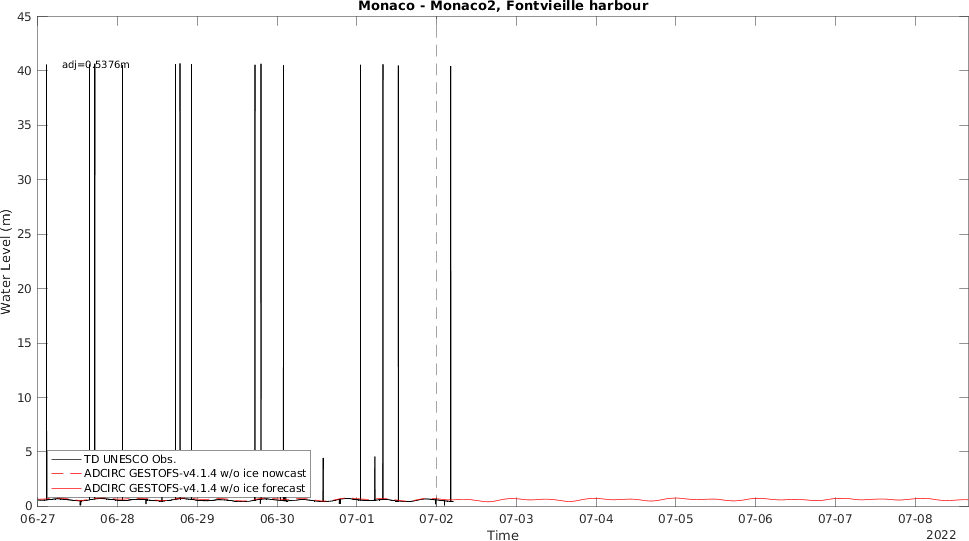 Monaco - Monaco2, Fontvieille harbour
adj=0.5376m
Water Level (m)
45
40
35
30
25
20
15
10
5
0
TD UNESCO Obs.
ADCIRC GESTOFS-v4.1.4 w/o ice nowcast
ADCIRC GESTOFS-v4.1.4 w/o ice forecast
06-27 06-28 06-29 06-30 07-01 07-02 07-03 07-04 07-05 07-06 07-07 07-08
Time
2022